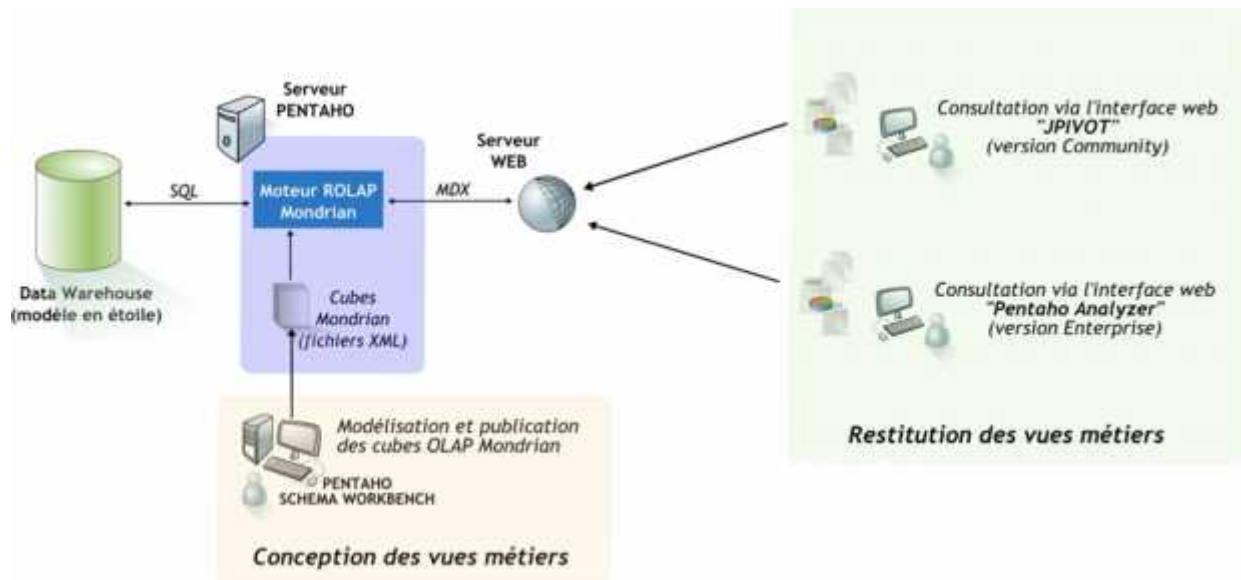 Serveur
PENTAHO
SQL
Moteur ROLAP
Mondrian
MDX
Serveur
WEB
Data Warehouse
(modèle en étoile)
Cubes
Mondrian
(fichiers XML)
Modélisation et publication
des cubes OLAP Mondrian
PENTAHO
SCHEMA WORKBENCH
Conception des vues métiers
Consultation via l'interface web
"JPIVOT"
(version Community)
Consultation via l'interface web
"Pentaho Analyzer"
(version Enterprise)
Restitution des vues métiers